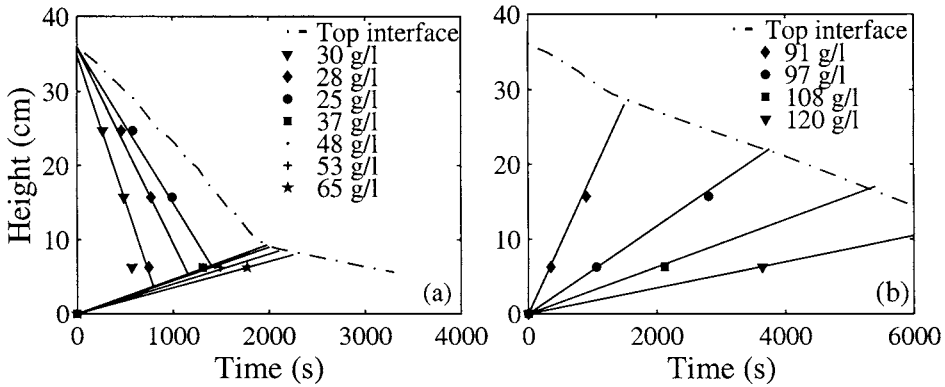 40
30
20
10
0
Height (cm)
0 1000 2000 3000 4000
Time (s)
Top interface
30 g/l
28 g/l
25 g/l
37 g/l
48 g/l
53 g/l
65 g/l
(a)
40
30
20
10
0
0 2000 4000 6000
Time (s)
Top interface
91 g/l
97 g/l
108 g/l
120 g/l
(b)